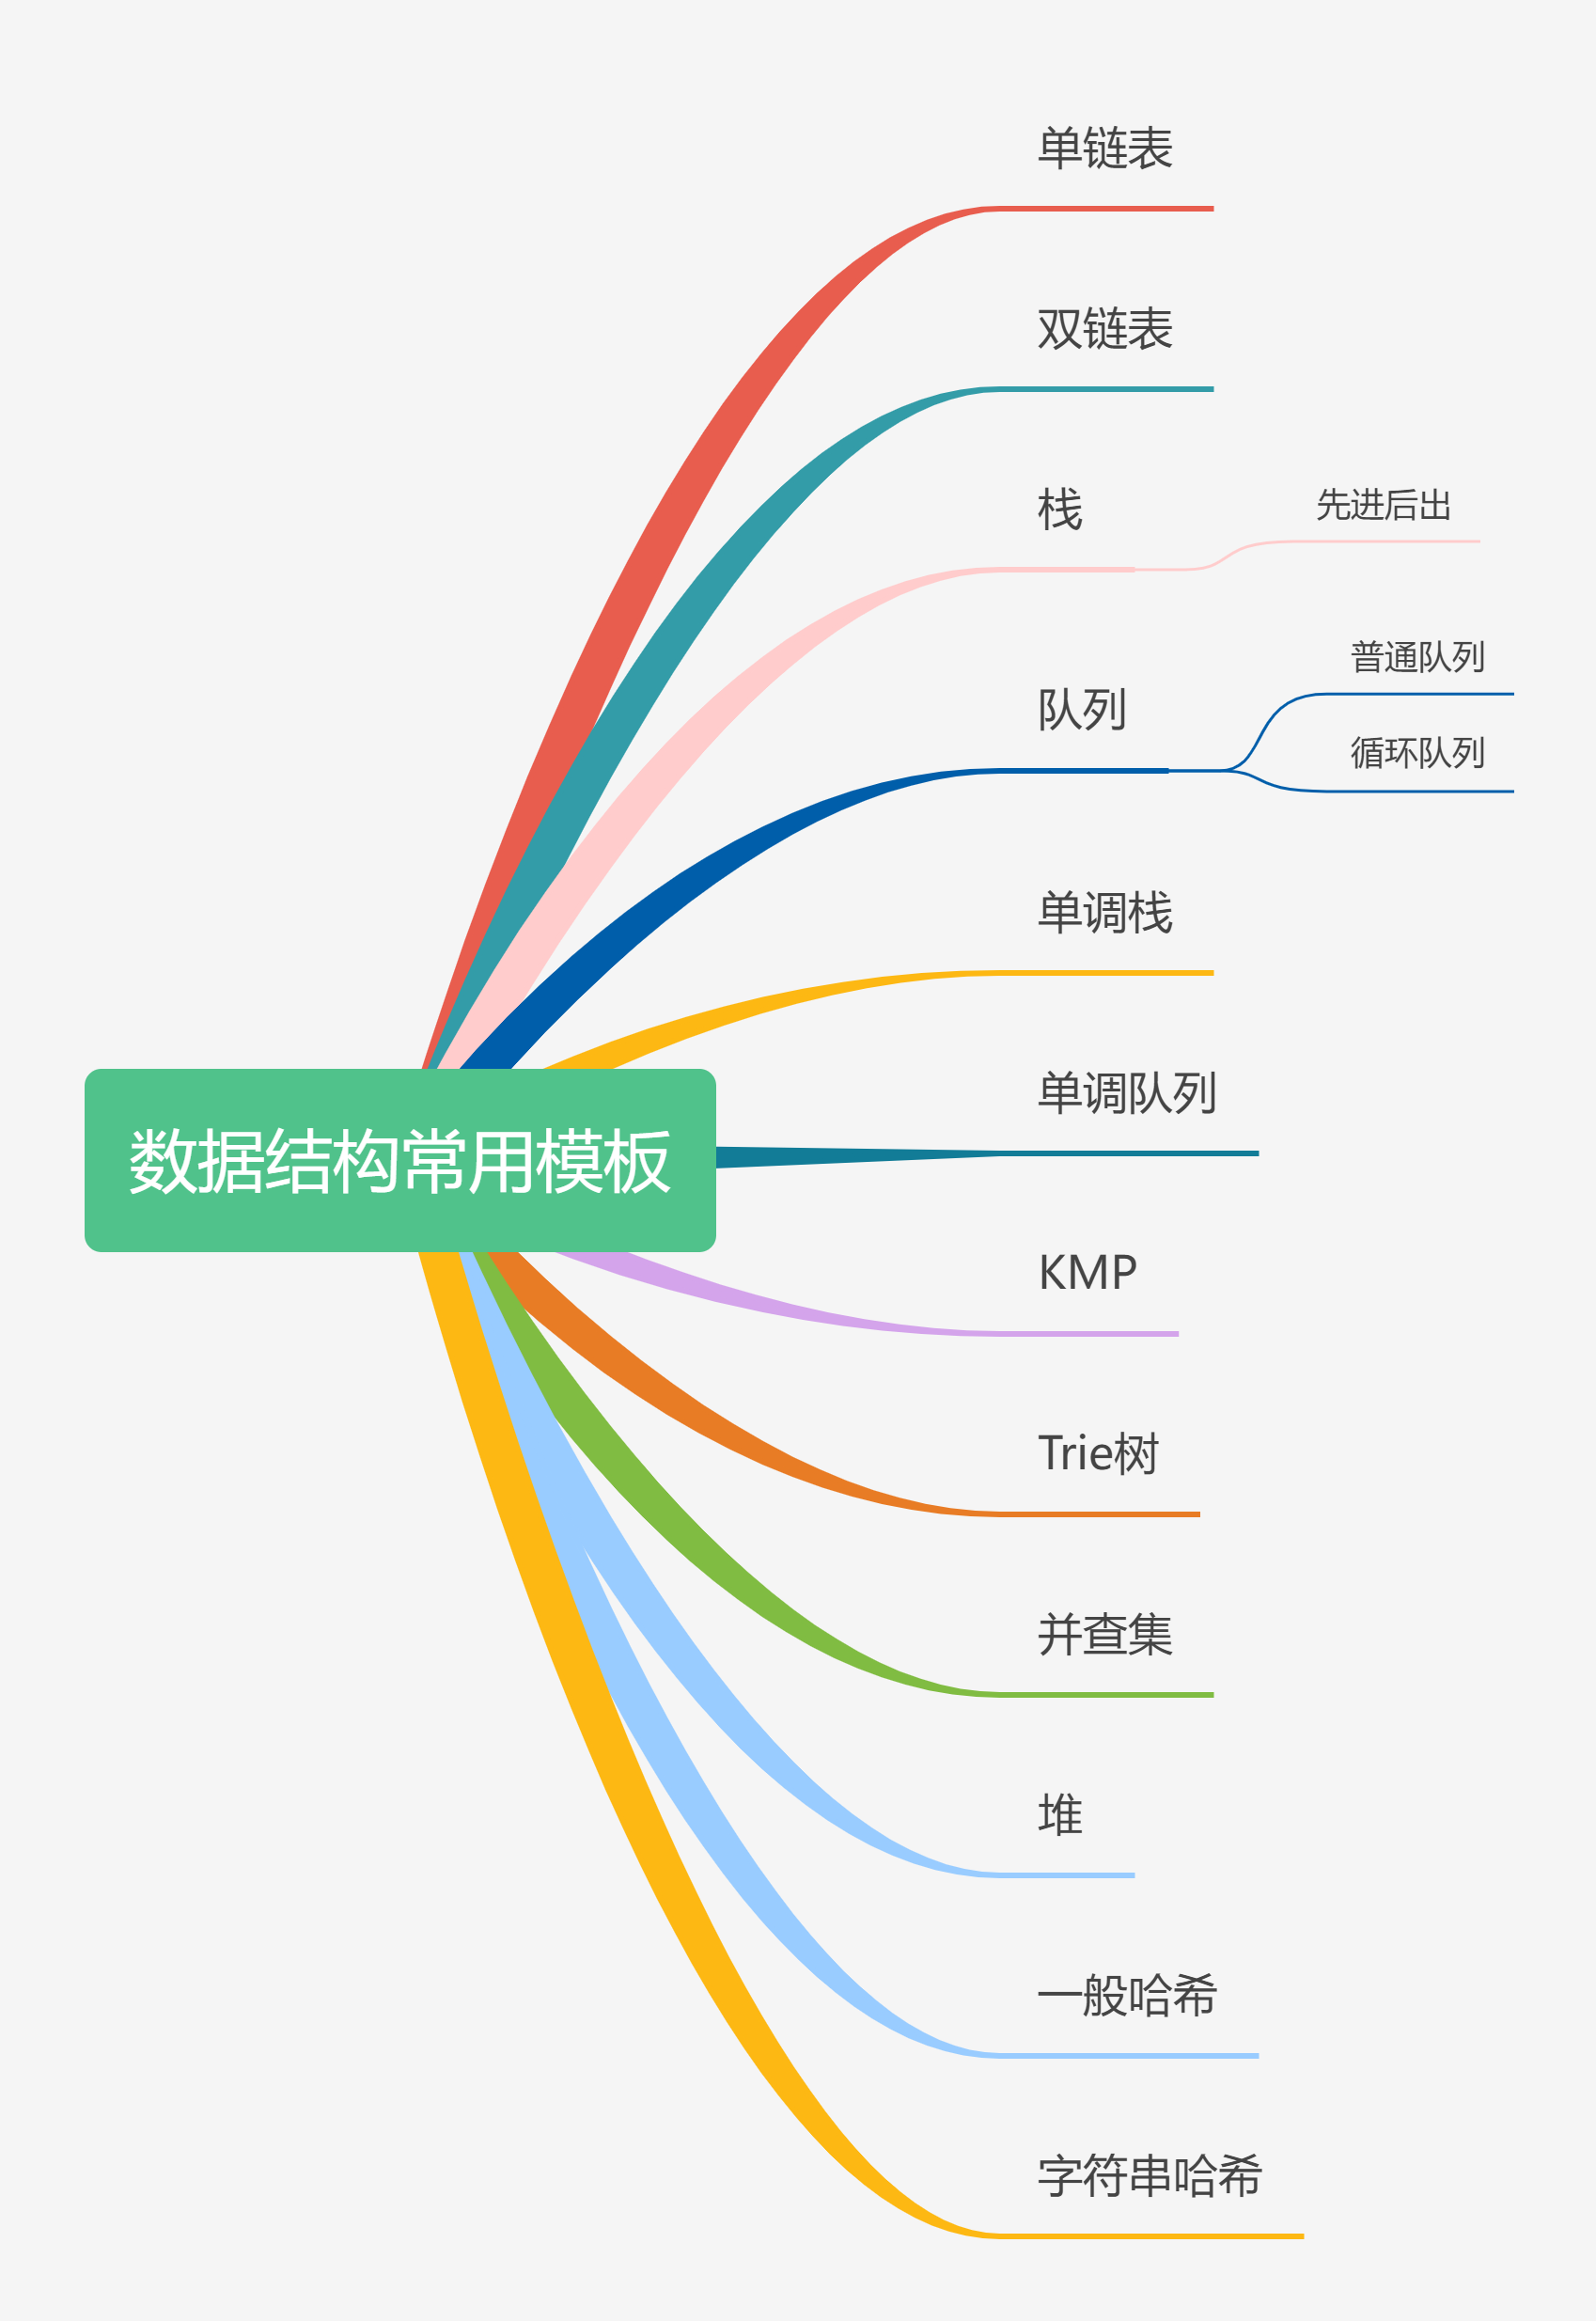 数据结构常用模板
单链表
双链表
栈
先进后出
队列
普通队列
循环队列
单调栈
单调队列
KMP
Trie树
并查集
堆
一般哈希
字符串哈希